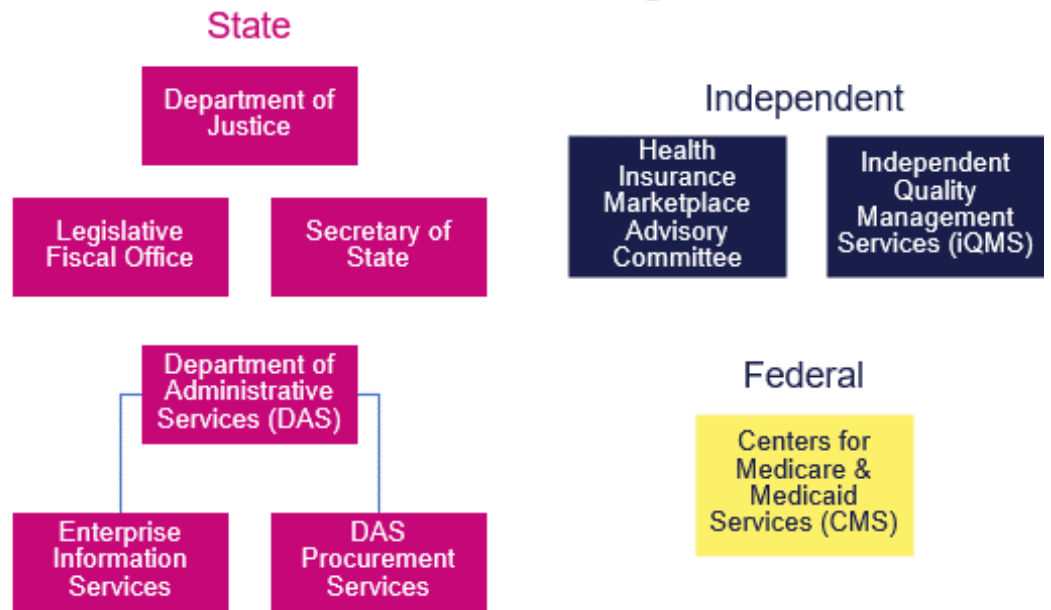 State
Department of
Justice
Legislative
Fiscal Office
Secretary of
State
Department of
Administrative
Services (DAS)
Enterprise
Information
Services
DAS
Procurement
Services
Independent
Health
Insurance
Marketplace
Advisory
Committee
Independent
Quality
Management
Services (iQMS)
Federal
Centers for
Medicare &
Medicaid
Services (CMS)